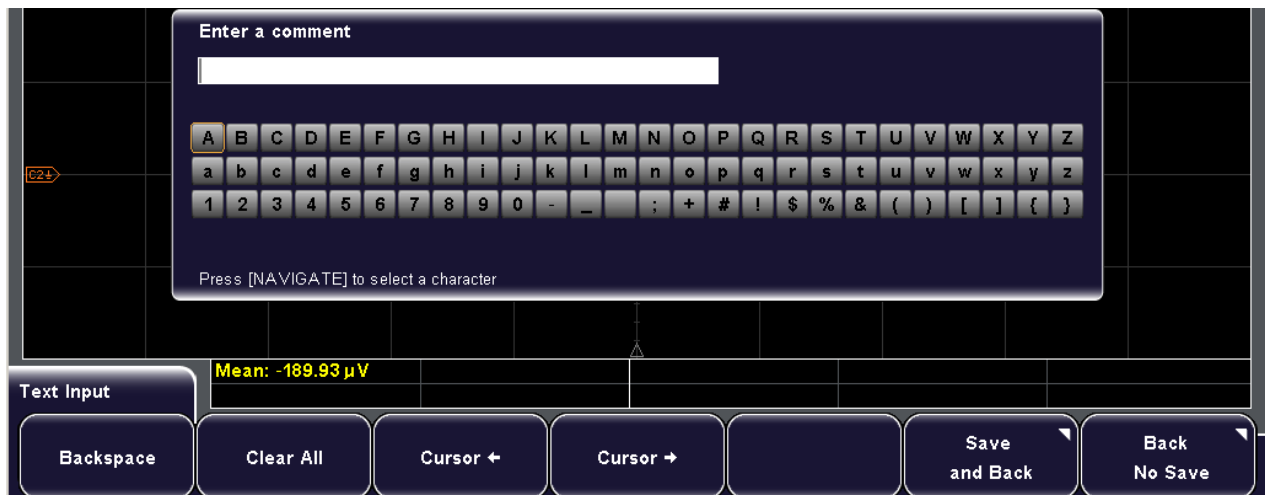 Enter a comment
A B C D E F G H I J K L M N O P Q R S T U V W X Y Z
C2
a b c d e f g h i j k l m n o p q r s t u v w x y z
1 2 3 4 5 6 7 8 9 0 - _ ; + # ! $ % & ( ) [ ] { }
Press [NAVIGATE] to select a character
Mean: -189.93 µV
Text Input
Backspace
Clear All
Cursor ←
Cursor →
Save
and Back
Back
No Save